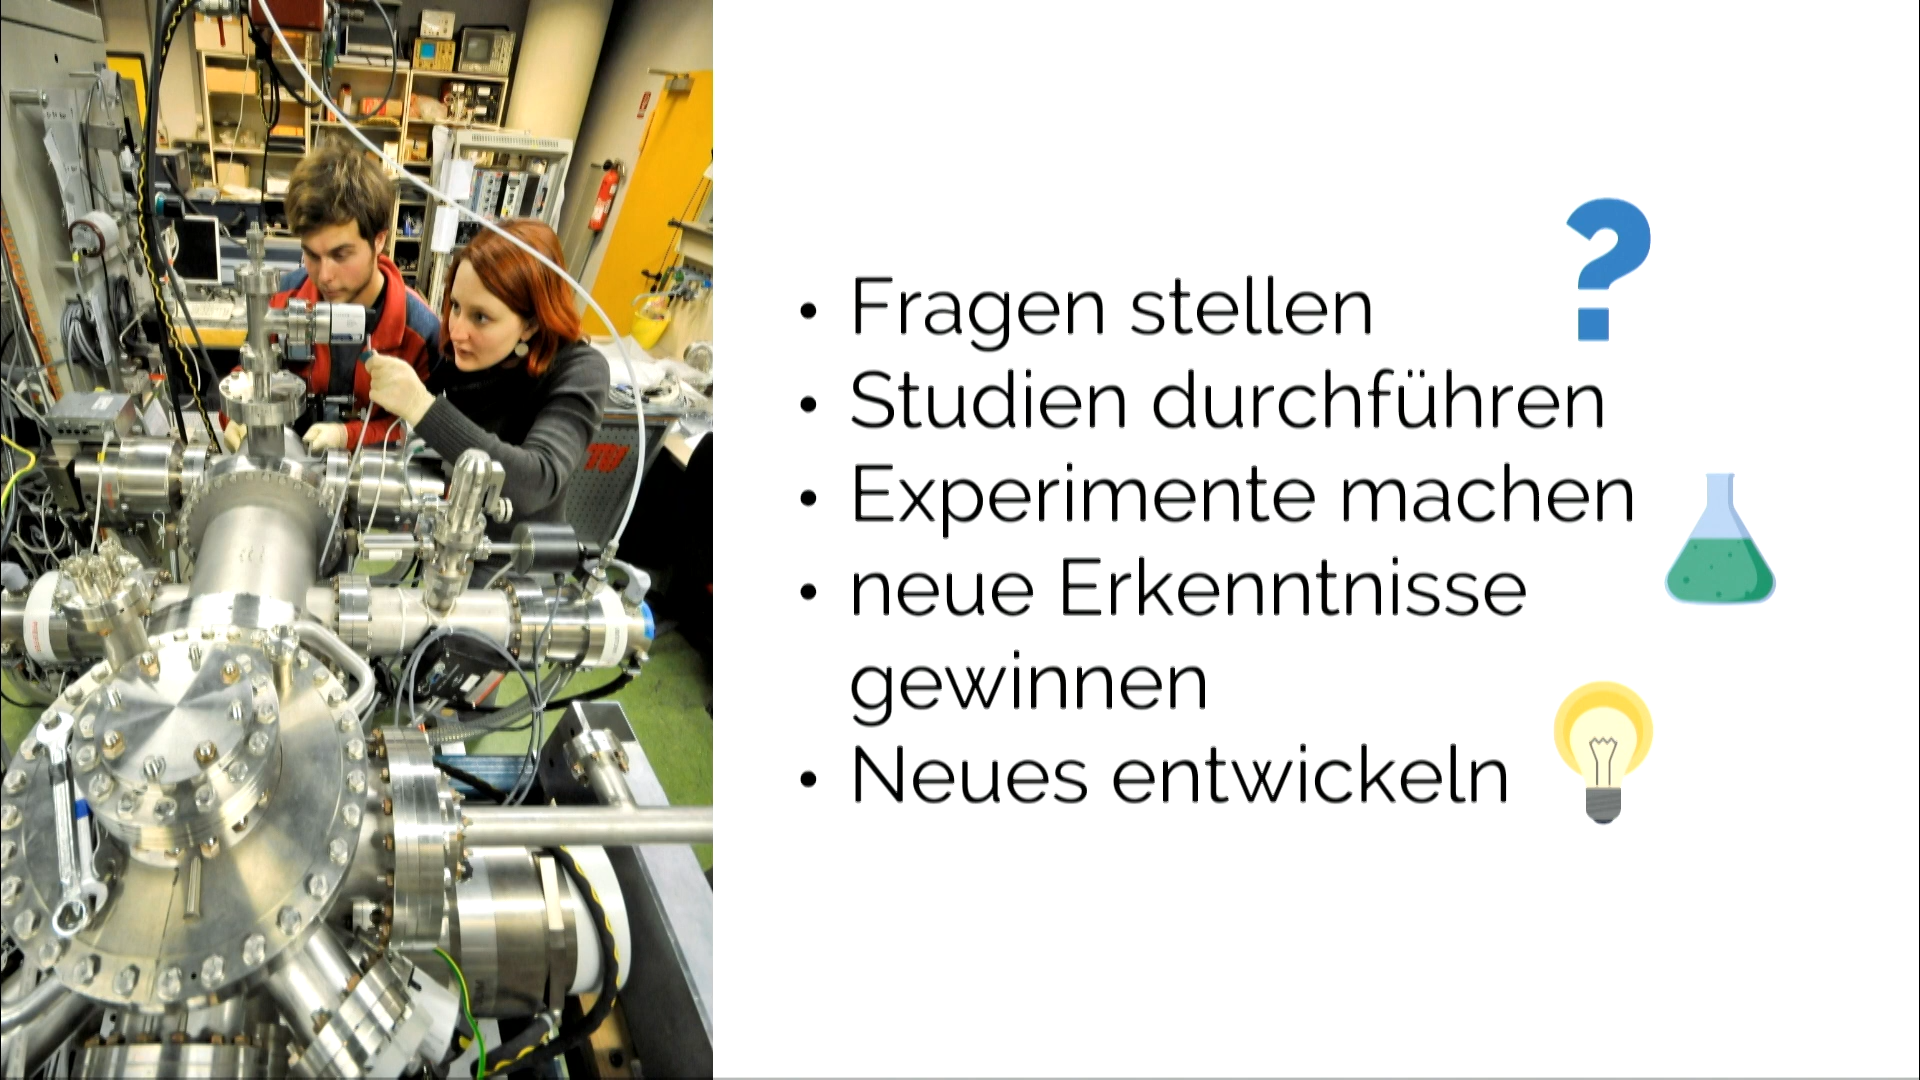 • Fragen stellen
• Studien durchführen
• Experimente machen
• neue Erkenntnisse
gewinnen
• Neues entwickeln